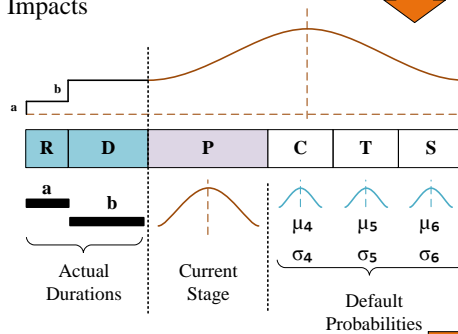 Impacts
b
a
R D P C T S
a
b
μ4 μ5 μ6
σ4 σ5 σ6
Actual
Durations
Current
Stage
Default
Probabilities